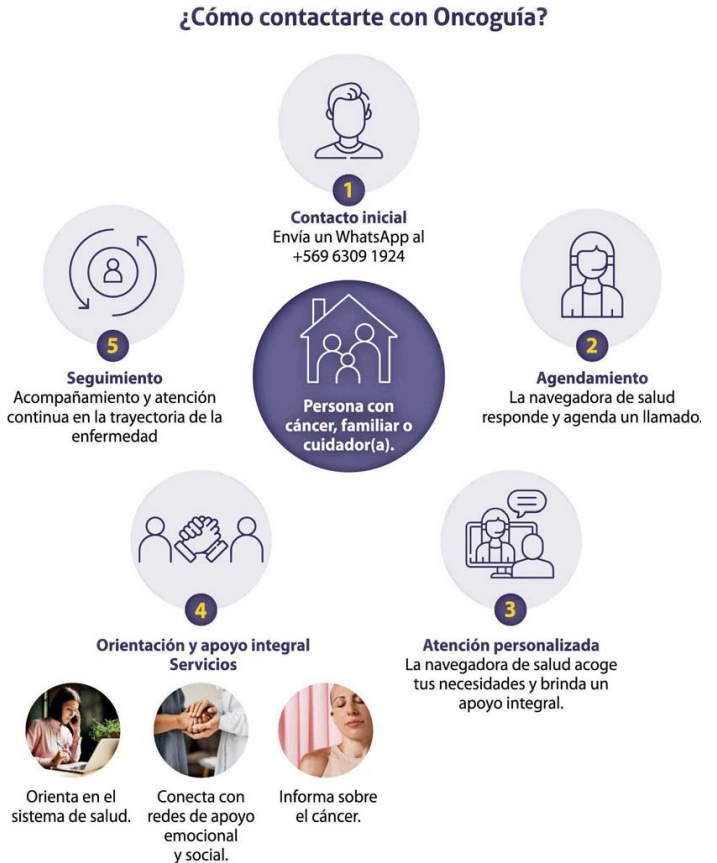 ¿Cómo contactarte con Oncoguía?
1
Contacto inicial
Envía un WhatsApp al
+569 6309 1924
2
Agendamiento
La navegadora de salud
responde y agenda un llamado.
3
Atención personalizada
La navegadora de salud acoge
tus necesidades y brinda un
apoyo integral.
4
Orientación y apoyo integral
Servicios
Orienta en el
sistema de salud.
Conecta con
redes de apoyo
emocional
y social.
Informa sobre
el cáncer.
5
Seguimiento
Acompañamiento y atención
continua en la trayectoria de la
enfermedad
Persona con
cáncer, familiar o
cuidador(a).